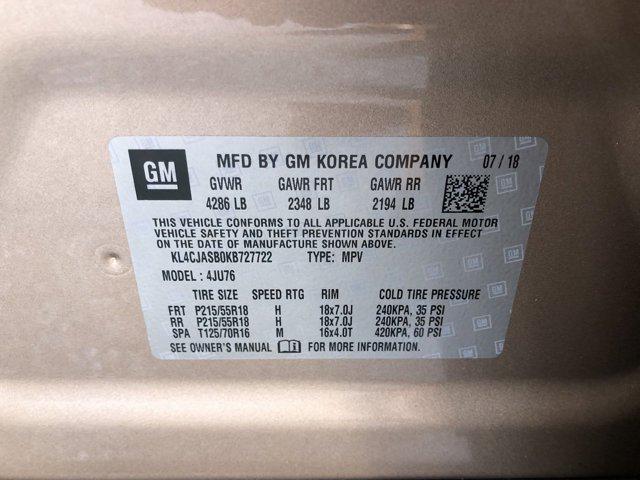 GM MFD BY GM KOREA COMPANY 07 / 18
GVWR GAWR FRT GAWR RR
4286 LB 2348 LB 2194 LB
THIS VEHICLE CONFORMS TO ALL APPLICABLE U.S. FEDERAL MOTOR
VEHICLE SAFETY AND THEFT PREVENTION STANDARDS IN EFFECT
ON THE DATE OF MANUFACTURE SHOWN ABOVE.
KL4CJASB0KB727722 TYPE: MPV
MODEL : 4JU76
TIRE SIZE SPEED RTG RIM COLD TIRE PRESSURE
FRT P215/55R18 H 18x7.0J 240KPA, 35 PSI
RR P215/55R18 H 18x7.0J 240KPA, 35 PSI
SPA T125/70R16 M 16x4.0T 420KPA, 60 PSI
SEE OWNER'S MANUAL FOR MORE INFORMATION.